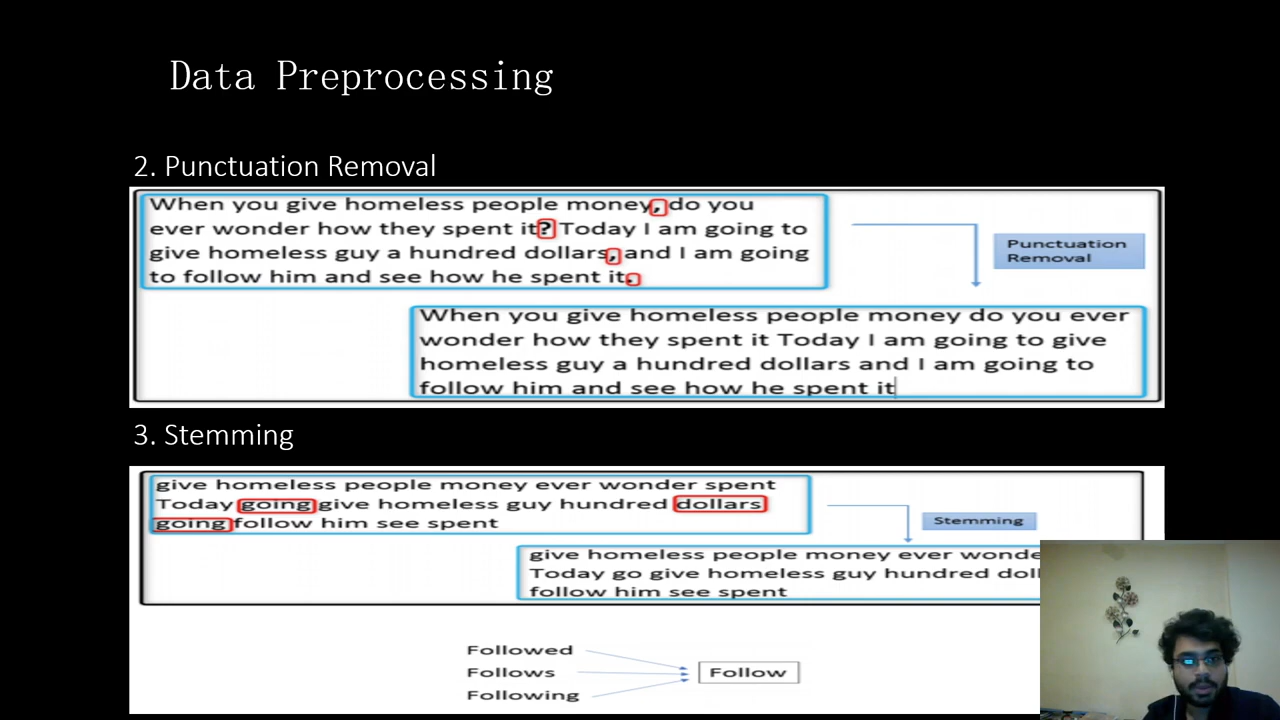 Data Preprocessing
2. Punctuation Removal
When you give homeless people money, do you
ever wonder how they spent it? Today I am going to
give homeless guy a hundred dollars, and I am going
to follow him and see how he spent it.
Punctuation
Removal
When you give homeless people money do you ever
wonder how they spent it Today I am going to give
homeless guy a hundred dollars and I am going to
follow him and see how he spent it
3. Stemming
give homeless people money ever wonder spent
Today going give homeless guy hundred dollars
going follow him see spent
Stemming
give homeless people money ever
Today go give homeless guy hundred
follow him see spent
Followed
Follows
Following
Follow